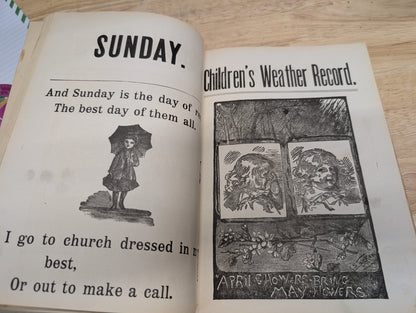 SUNDAY.
And Sunday is the day of
The best day of them all.
I go to church dressed in
best,
Or out to make a call.
Children's Weather Record.
APRIL SHOWERS BRING
MAY FLOWERS